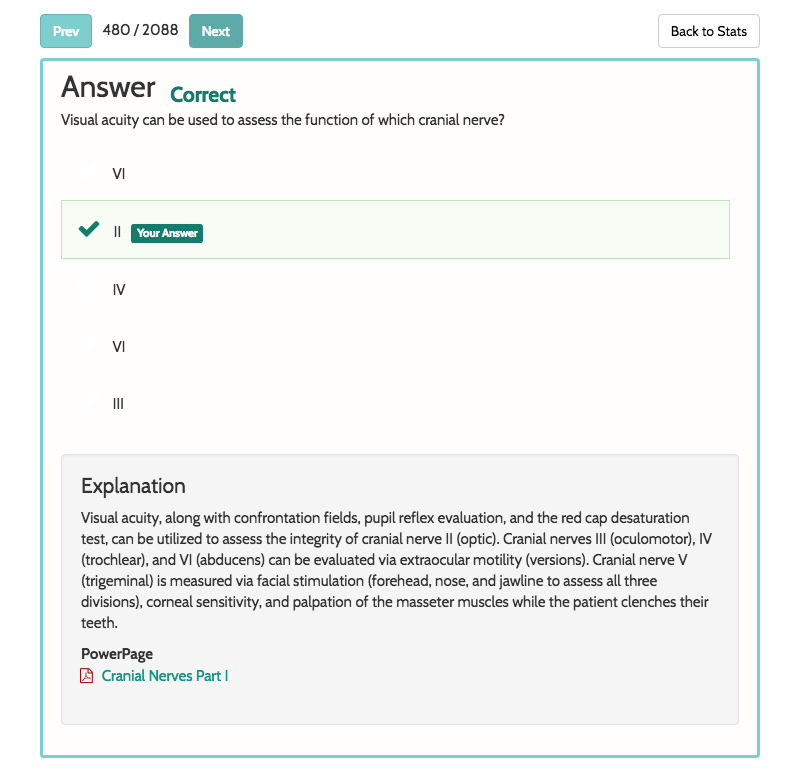 Prev 480 / 2088 Next Back to Stats
Answer Correct
Visual acuity can be used to assess the function of which cranial nerve?
VI
II Your Answer
IV
VI
III
Explanation
Visual acuity, along with confrontation fields, pupil reflex evaluation, and the red cap desaturation
test, can be utilized to assess the integrity of cranial nerve II (optic). Cranial nerves III (oculomotor), IV
(trochlear), and VI (abducens) can be evaluated via extraocular motility (versions). Cranial nerve V
(trigeminal) is measured via facial stimulation (forehead, nose, and jawline to assess all three
divisions), corneal sensitivity, and palpation of the masseter muscles while the patient clenches their
teeth.
PowerPage
Cranial Nerves Part I